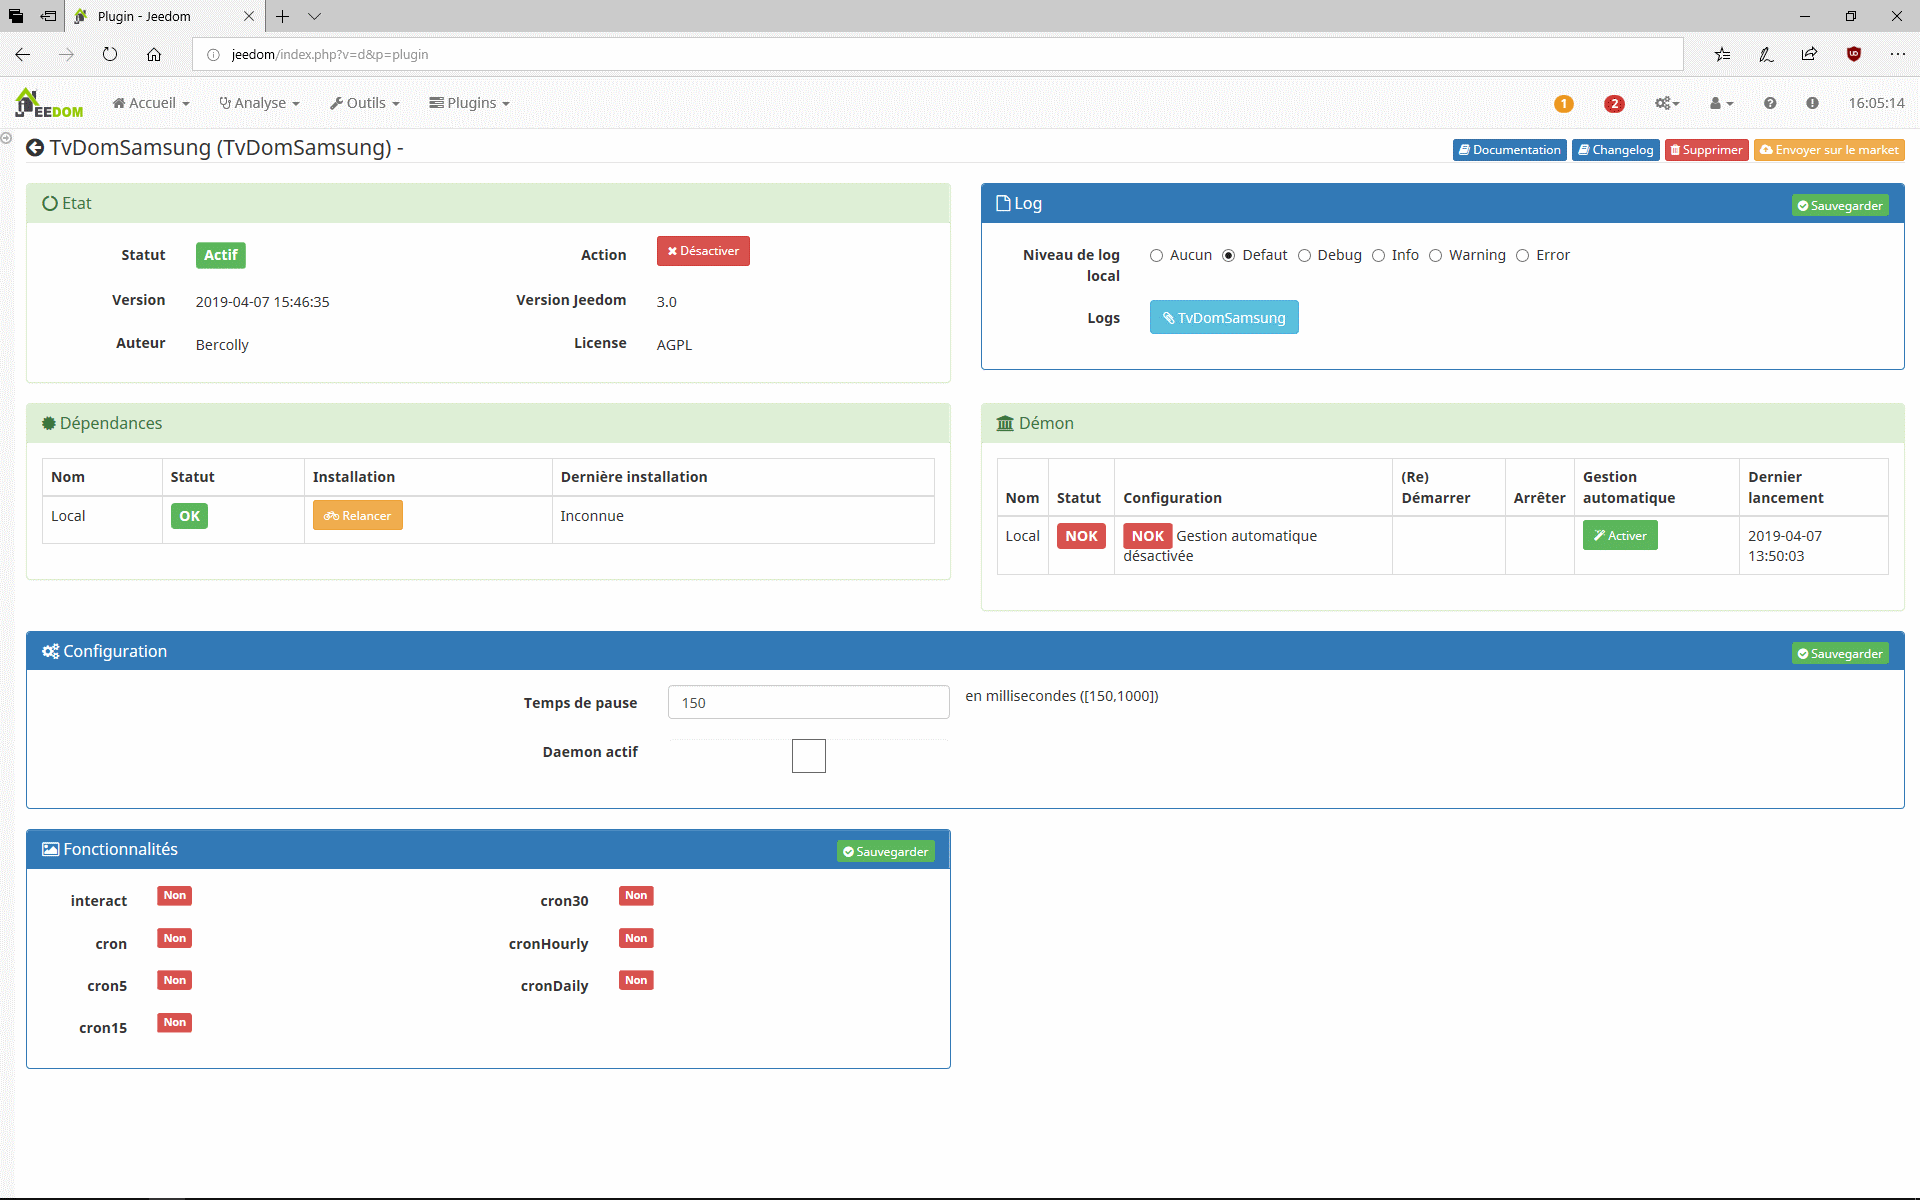 Plugin - Jeedom
jeedom/index.php?v=d&p=plugin
JEEDOM Accueil Analyse Outils Plugins 1 2 16:05:14
TvDomSamsung (TvDomSamsung) - Documentation Changelog Supprimer Envoyer sur le market
Etat
Statut Actif Action Désactiver
Version 2019-04-07 15:46:35 Version Jeedom 3.0
Auteur Bercolly License AGPL
Log Sauvegarder
Niveau de log local Aucun Defaut Debug Info Warning Error
Logs TvDomSamsung
Dépendances
Nom Statut Installation Dernière installation
Local OK Relancer Inconnue
Démon
Nom Statut Configuration (Re) Démarrer Arrêter Gestion automatique Dernier lancement
Local NOK NOK Gestion automatique désactivée Activer 2019-04-07 13:50:03
Configuration Sauvegarder
Temps de pause 150 en millisecondes ([150,1000])
Daemon actif
Fonctionnalités Sauvegarder
interact Non cron30 Non
cron Non cronHourly Non
cron5 Non cronDaily Non
cron15 Non